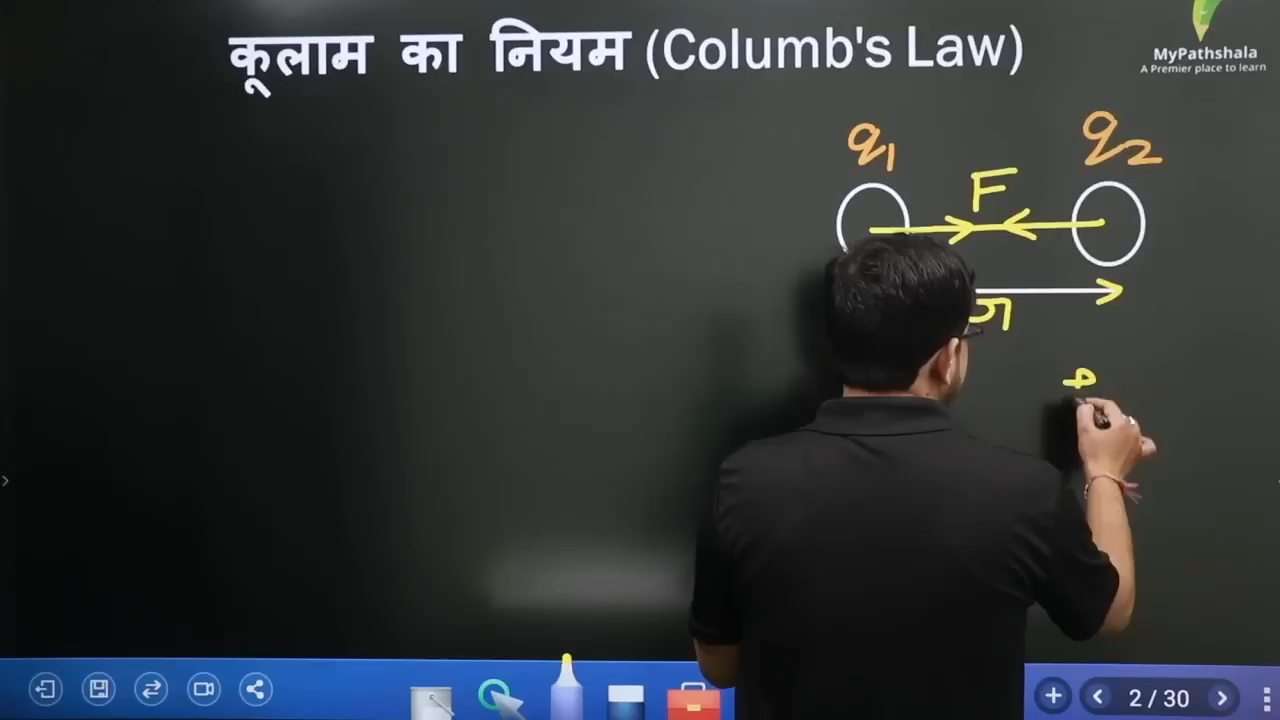 कूलाम का नियम (Columb's Law)
MyPathshala
A Premier place to learn
q1 q2
F
2 / 30